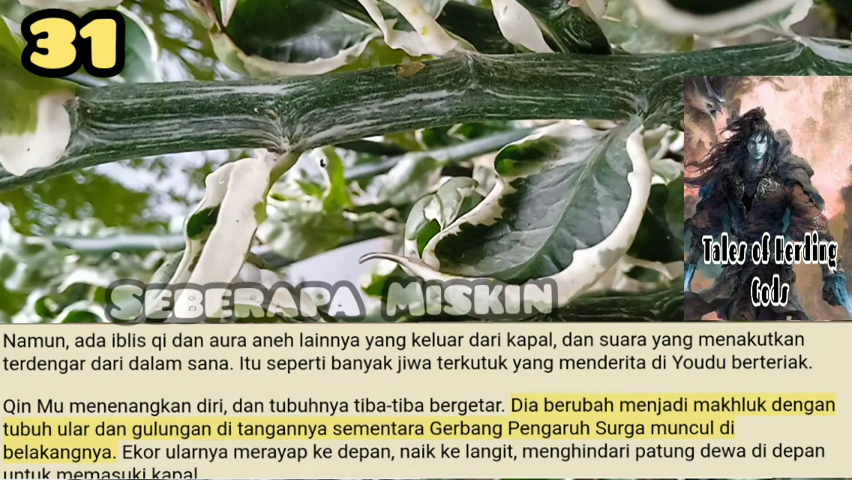 31
Tales of Herding
Gods
SEBERAPA MISKIN
Namun, ada iblis qi dan aura aneh lainnya yang keluar dari kapal, dan suara yang menakutkan
terdengar dari dalam sana. Itu seperti banyak jiwa terkutuk yang menderita di Youdu berteriak.
Qin Mu menenangkan diri, dan tubuhnya tiba-tiba bergetar. Dia berubah menjadi makhluk dengan
tubuh ular dan gulungan di tangannya sementara Gerbang Pengaruh Surga muncul di
belakangnya. Ekor ularnya merayap ke depan, naik ke langit, menghindari patung dewa di depan
untuk memasuki kapal